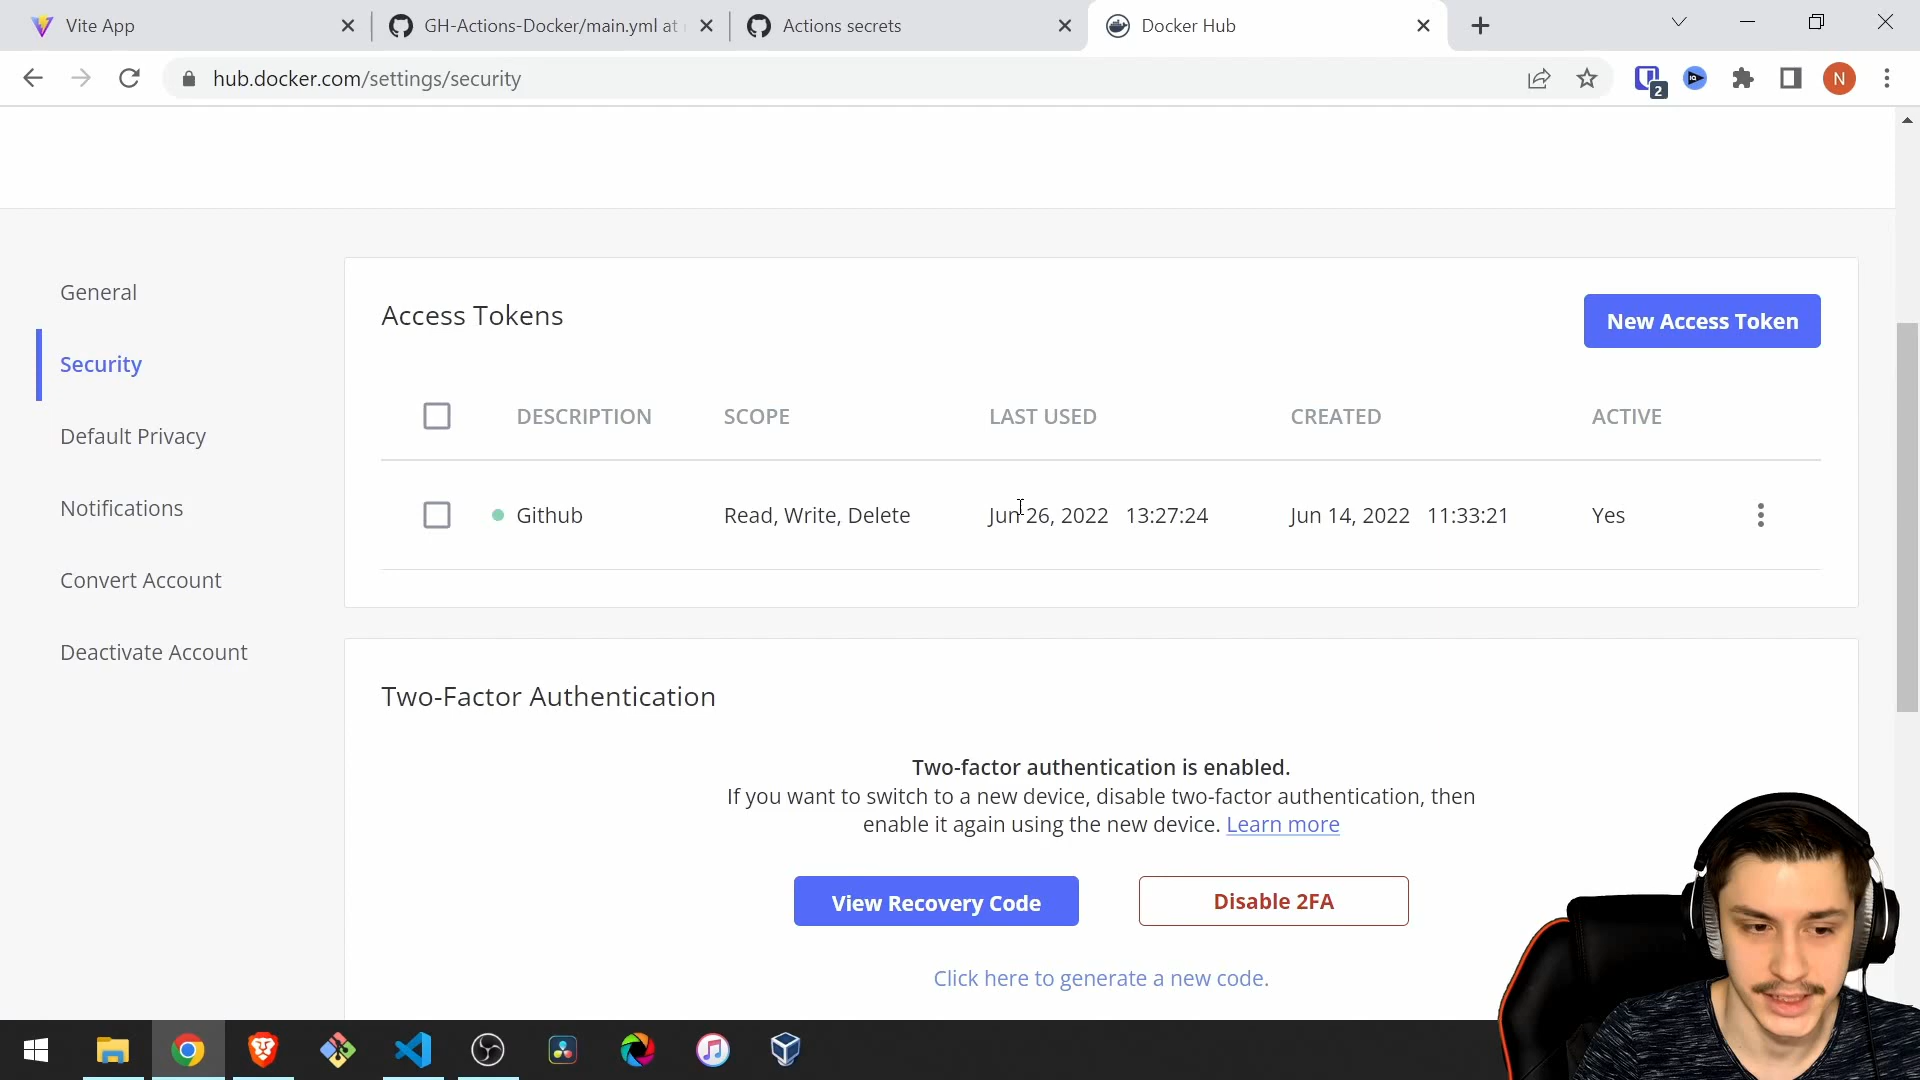 Vite App
GH-Actions-Docker/main.yml at
Actions secrets
Docker Hub
hub.docker.com/settings/security
2
N
General
Security
Default Privacy
Notifications
Convert Account
Deactivate Account
Access Tokens
New Access Token
DESCRIPTION SCOPE LAST USED CREATED ACTIVE
Github Read, Write, Delete Jun 26, 2022 13:27:24 Jun 14, 2022 11:33:21 Yes
Two-Factor Authentication
Two-factor authentication is enabled.
If you want to switch to a new device, disable two-factor authentication, then
enable it again using the new device. Learn more
View Recovery Code
Disable 2FA
Click here to generate a new code.